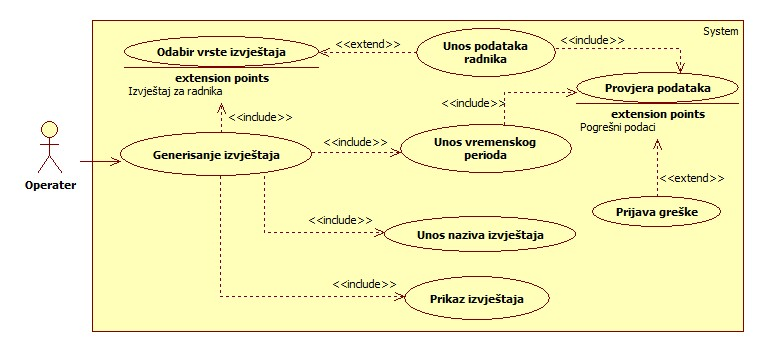 System
Odabir vrste izvještaja
extension points
Izvještaj za radnika
<<extend>>
Unos podataka
radnika
<<include>>
Provjera podataka
extension points
Pogrešni podaci
<<include>>
<<include>>
Generisanje izvještaja
<<include>>
Unos vremenskog
perioda
Operater
<<extend>>
Prijava greške
<<include>>
Unos naziva izvještaja
<<include>>
Prikaz izvještaja